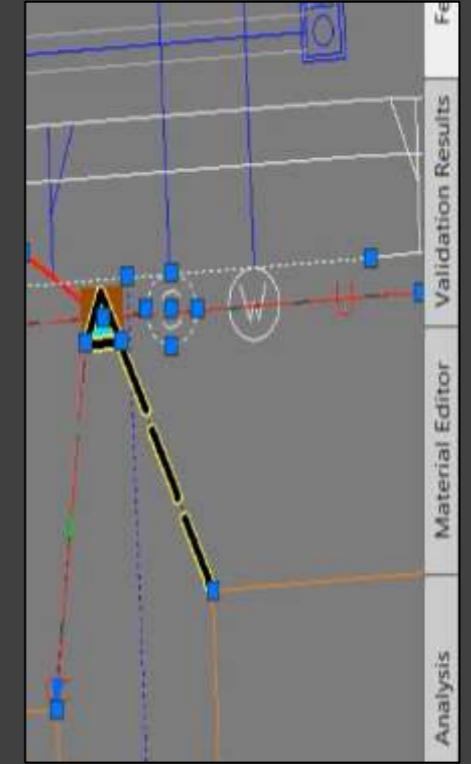 Analysis
Material Editor
Validation Results
Fe
W
U